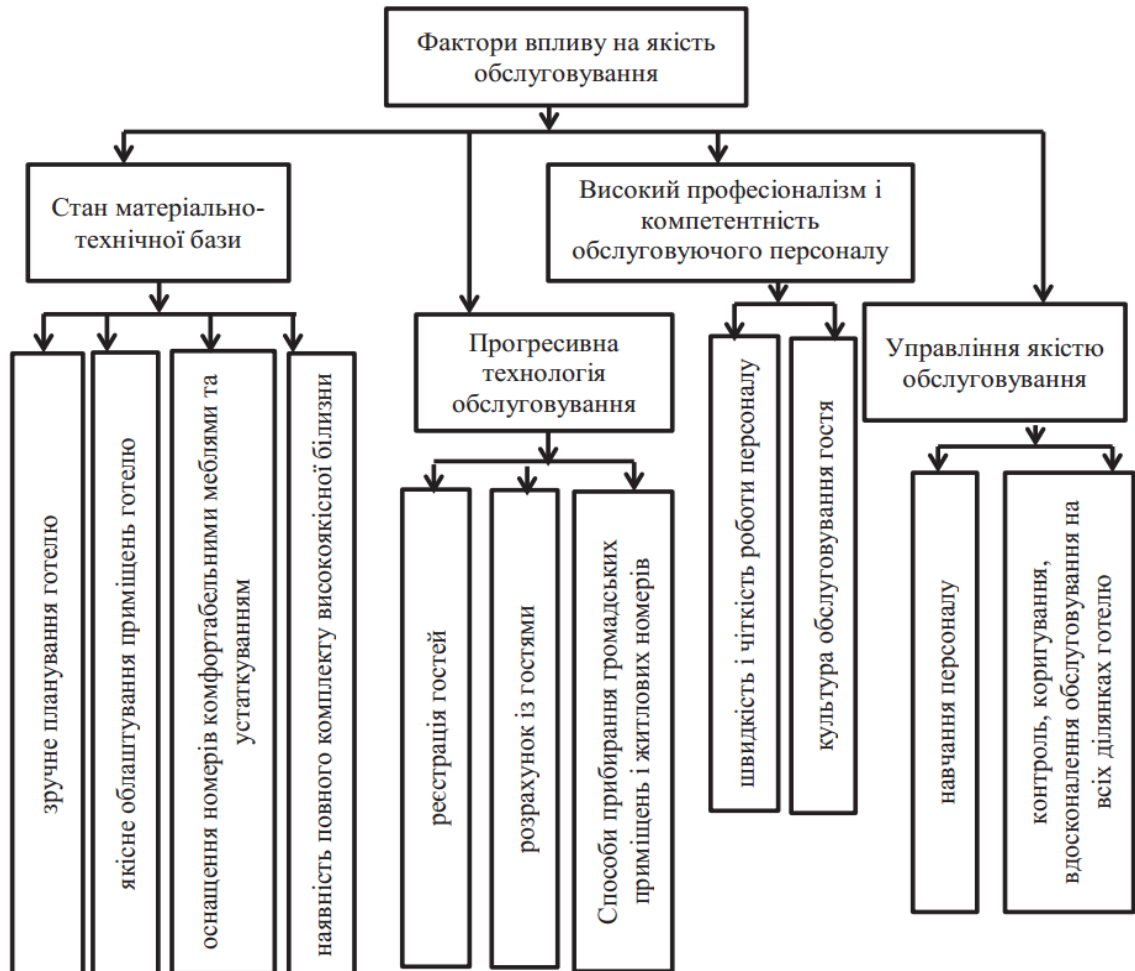 Фактори впливу на якість
обслуговування
Стан матеріально-
технічної бази
Високий професіоналізм і
компетентність
обслуговуючого персоналу
Прогресивна
технологія
обслуговування
Управління якістю
обслуговування
зручне планування готелю
якісне облаштування приміщень готелю
оснащення номерів комфортабельними меблями та
устаткуванням
наявність повного комплекту високоякісної білизни
реєстрація гостей
розрахунок із гостями
Способи прибирання громадських
приміщень і житлових номерів
швидкість і чіткість роботи персоналу
культура обслуговування гостя
навчання персоналу
контроль, коригування,
вдосконалення обслуговування на
всіх ділянках готелю